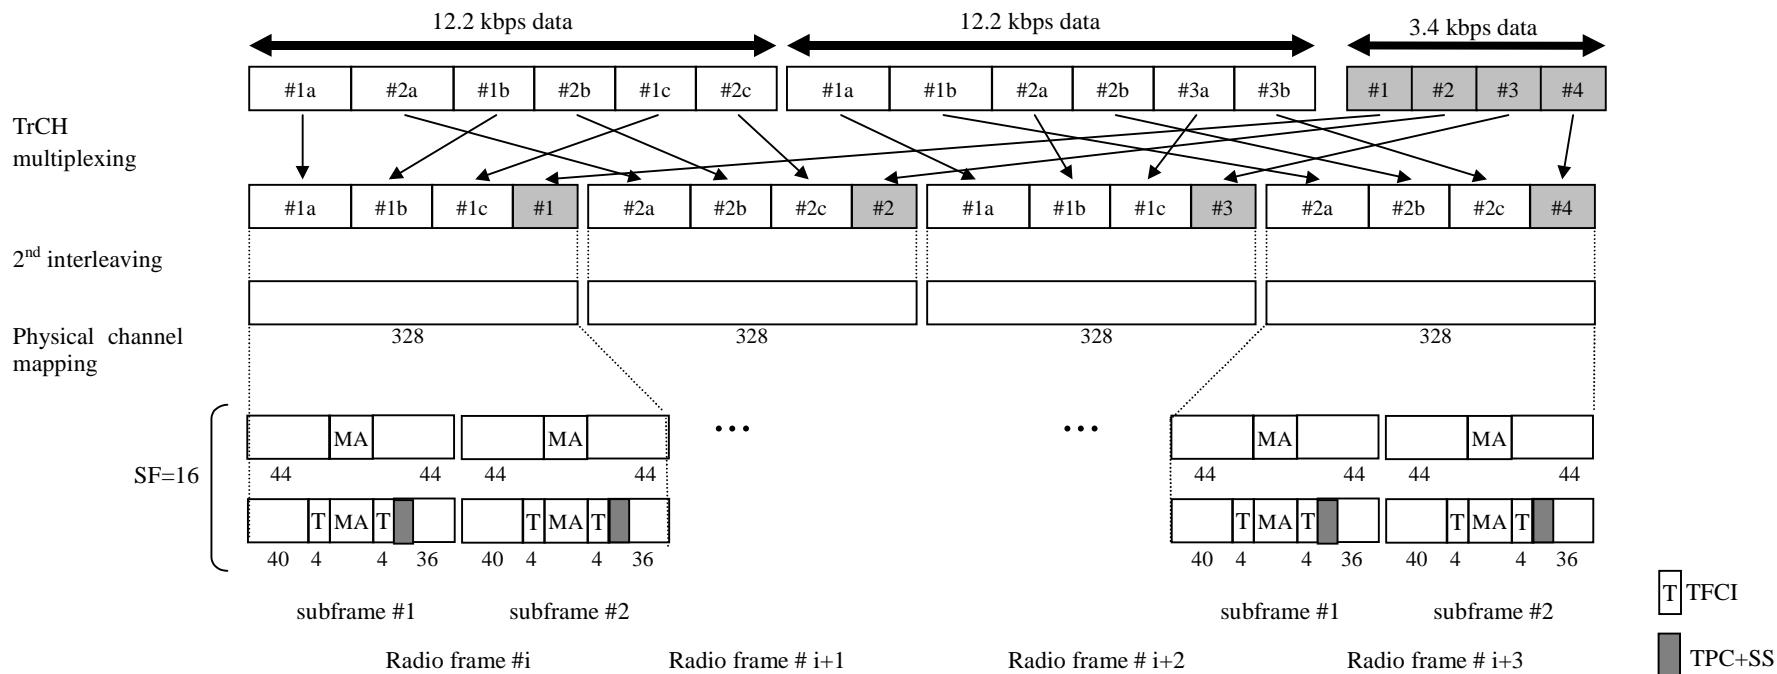 12.2 kbps data 12.2 kbps data 3.4 kbps data
#1a #2a #1b #2b #1c #2c #1a #1b #2a #2b #3a #3b #1 #2 #3 #4
TrCH
multiplexing
#1a #1b #1c #1 #2a #2b #2c #2 #1a #1b #1c #3 #2a #2b #2c #4
2nd interleaving
Physical channel
mapping
328 328 328 328
MA MA ... ... MA MA
44 44 44 44 44 44 44 44
SF=16
T MA T T MA T T MA T T MA T
40 4 4 36 40 4 4 36 40 4 4 36 40 4 4 36
subframe #1 subframe #2 subframe #1 subframe #2
T TFCI
Radio frame #i Radio frame # i+1 Radio frame # i+2 Radio frame # i+3
TPC+SS